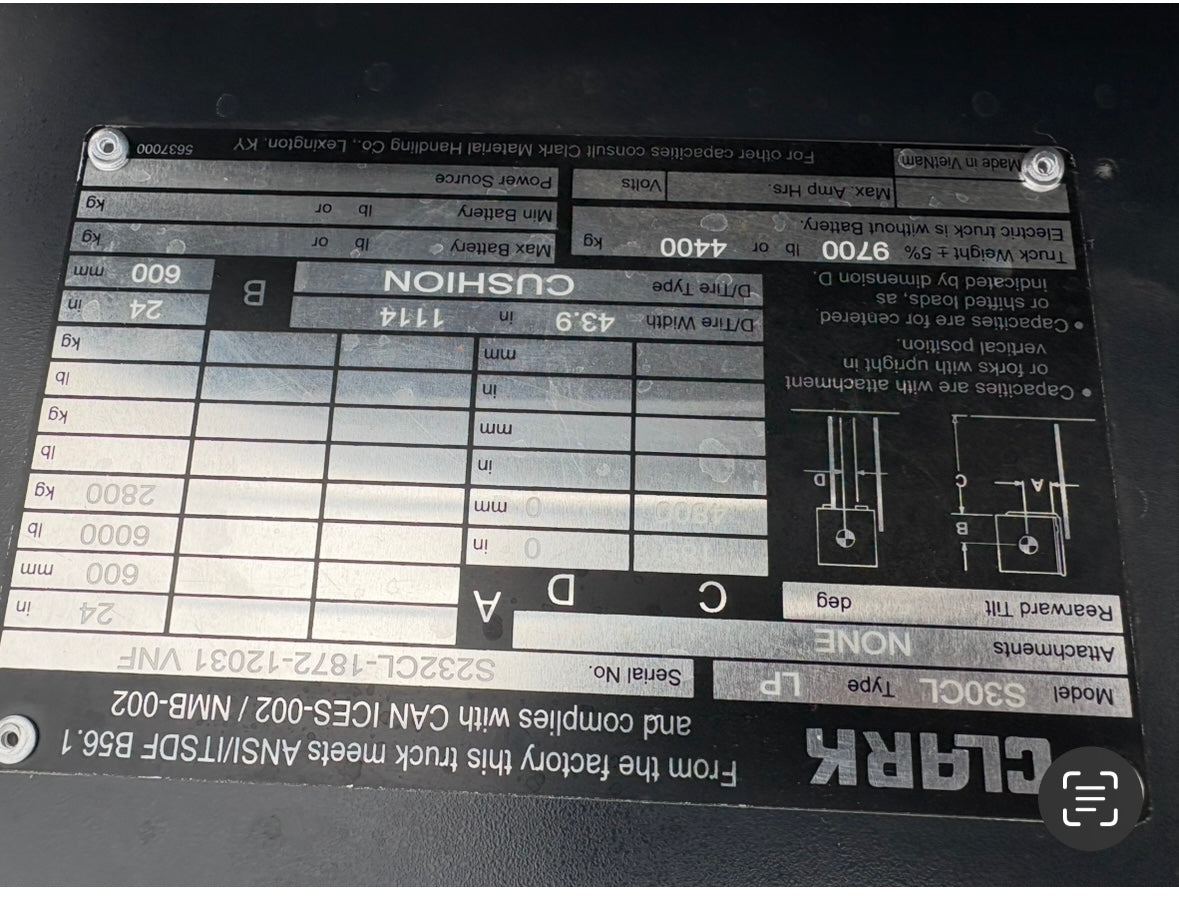 CLARK
From the factory this truck meets ANSI/ITSDF B56.1
and complies with CAN ICES-002 / NMB-002
Model S30CL Type LP
Serial No. S232CL-1872-12031 VNF
Attachments NONE
Rearward Tilt deg
A
24 in
600 mm
C D
0 in 6000 lb
0 mm 2800 kg
in lb
mm kg
in lb
mm kg
A
B
C
D
• Capacities are with attachment
or forks with upright in
vertical position.
• Capacities are for centered
or shifted loads, as
indicated by dimension D.
D/Tire Width 43.9 in 1114
D/Tire Type CUSHION
B
24 in
600 mm
Truck Weight ± 5% 9700 lb or 4400 kg
Electric truck is without Battery.
Max Battery lb or kg
Min Battery lb or kg
Max. Amp Hrs. Volts
Power Source
Made in VietNam
For other capacities consult Clark Material Handling Co., Lexington, KY 5637000